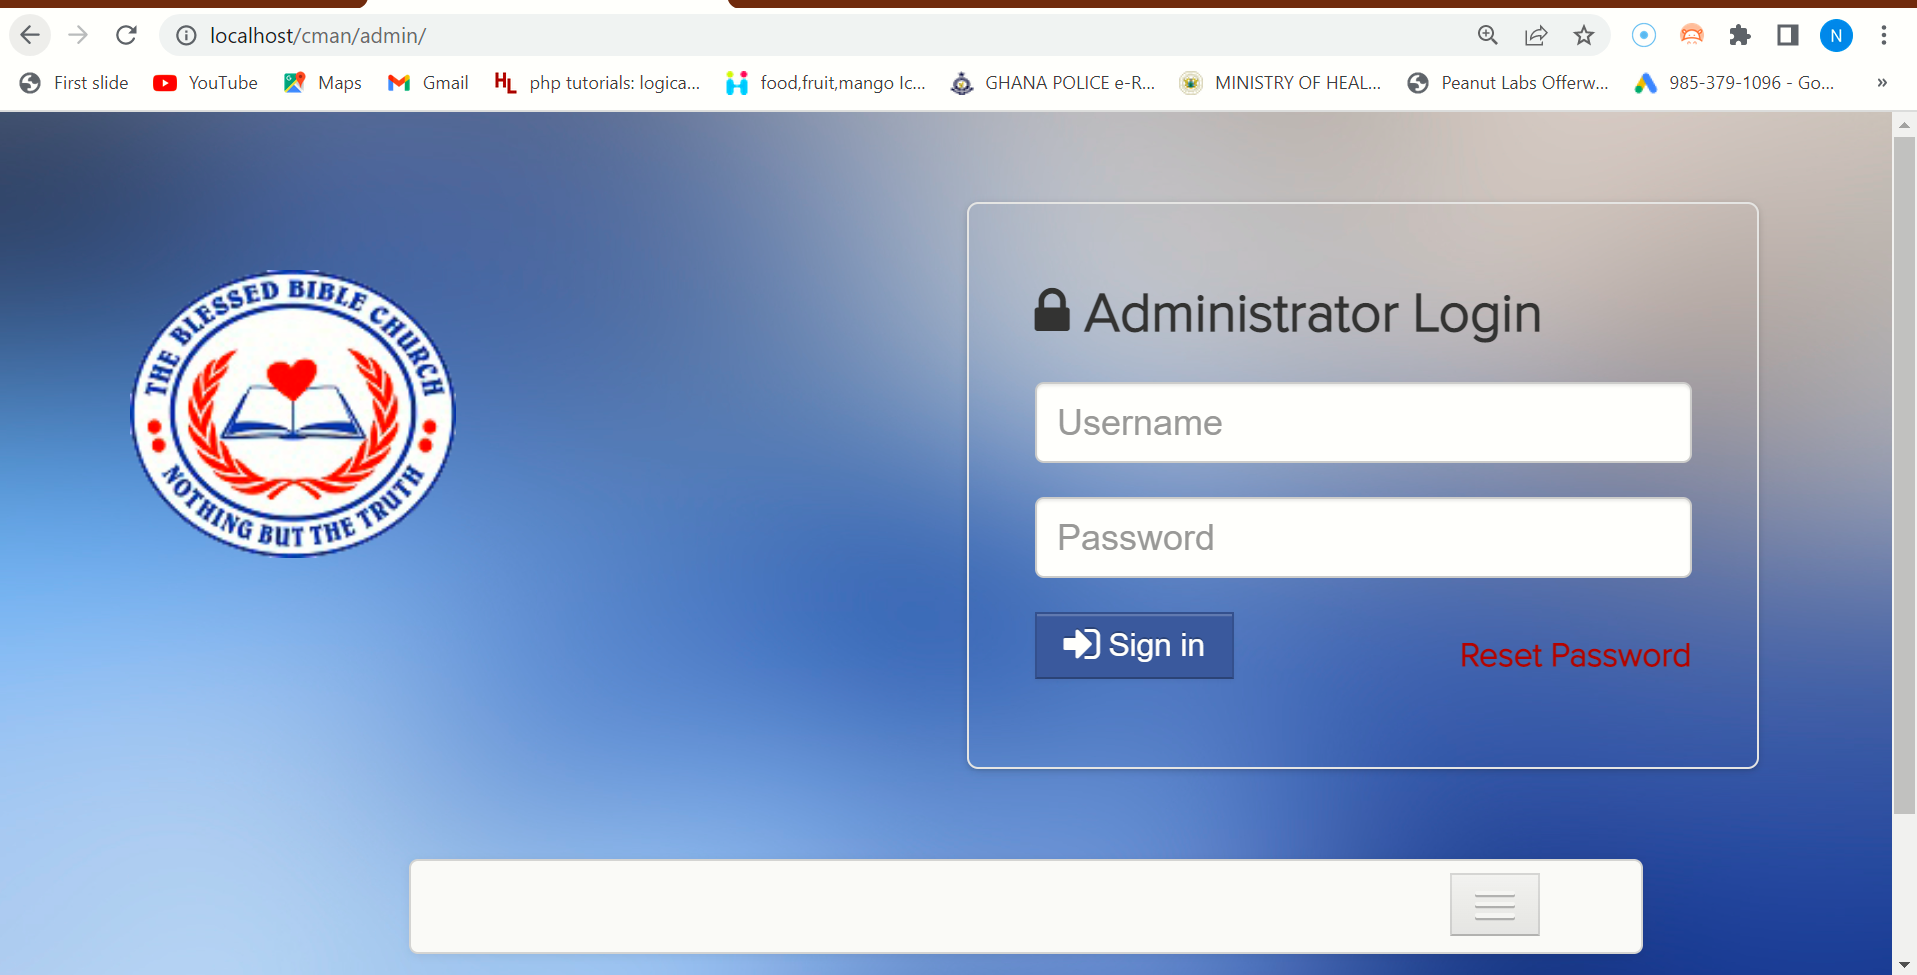 localhost/cman/admin/
N
First slide
YouTube
Maps
Gmail
HL
php tutorials: logica...
food,fruit,mango Ic...
GHANA POLICE e-R...
MINISTRY OF HEAL...
Peanut Labs Offerw...
985-379-1096 - Go...
»
THE BLESSED BIBLE CHURCH
NOTHING BUT THE TRUTH
Administrator Login
Username
Password
Sign in
Reset Password